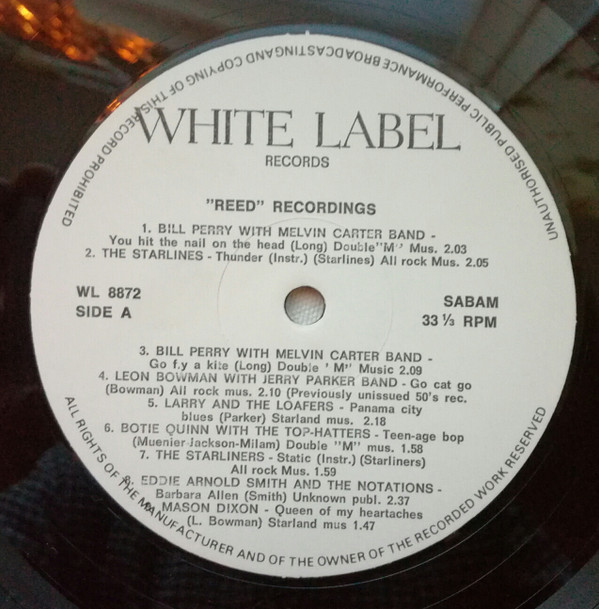 UNAUTHORISED PUBLIC PERFORMANCE BROADCASTING AND COPYING OF THIS RECORD PROHIBITED
WHITE LABEL
RECORDS
"REED" RECORDINGS
1. BILL PERRY WITH MELVIN CARTER BAND -
You hit the nail on the head (Long) Double"M" Mus. 2.03
2. THE STARLINES - Thunder (Instr.) (Starlines) All rock Mus. 2.05
WL 8872
SIDE A
SABAM
33 ⅓ RPM
3. BILL PERRY WITH MELVIN CARTER BAND -
Go f.y a kite (Long) Double ' M" Music 2.09
4. LEON BOWMAN WITH JERRY PARKER BAND - Go cat go
(Bowman) All rock mus. 2.10 (Previously unissued 50's rec.
5. LARRY AND THE LOAFERS - Panama city
blues (Parker) Starland mus. 2.18
6. BOTIE QUINN WITH THE TOP-HATTERS - Teen-age bop
(Muenier-Jackson-Milam) Double "M" mus. 1.58
7. THE STARLINERS - Static (Instr.) (Starliners)
All rock Mus. 1.59
8. EDDIE ARNOLD SMITH AND THE NOTATIONS -
Barbara Allen (Smith) Unknown publ. 2.37
MASON DIXON - Queen of my heartaches
(L. Bowman) Starland mus 1.47
ALL RIGHTS OF THE MANUFACTURER AND OF THE OWNER OF THE RECORDED WORK RESERVED